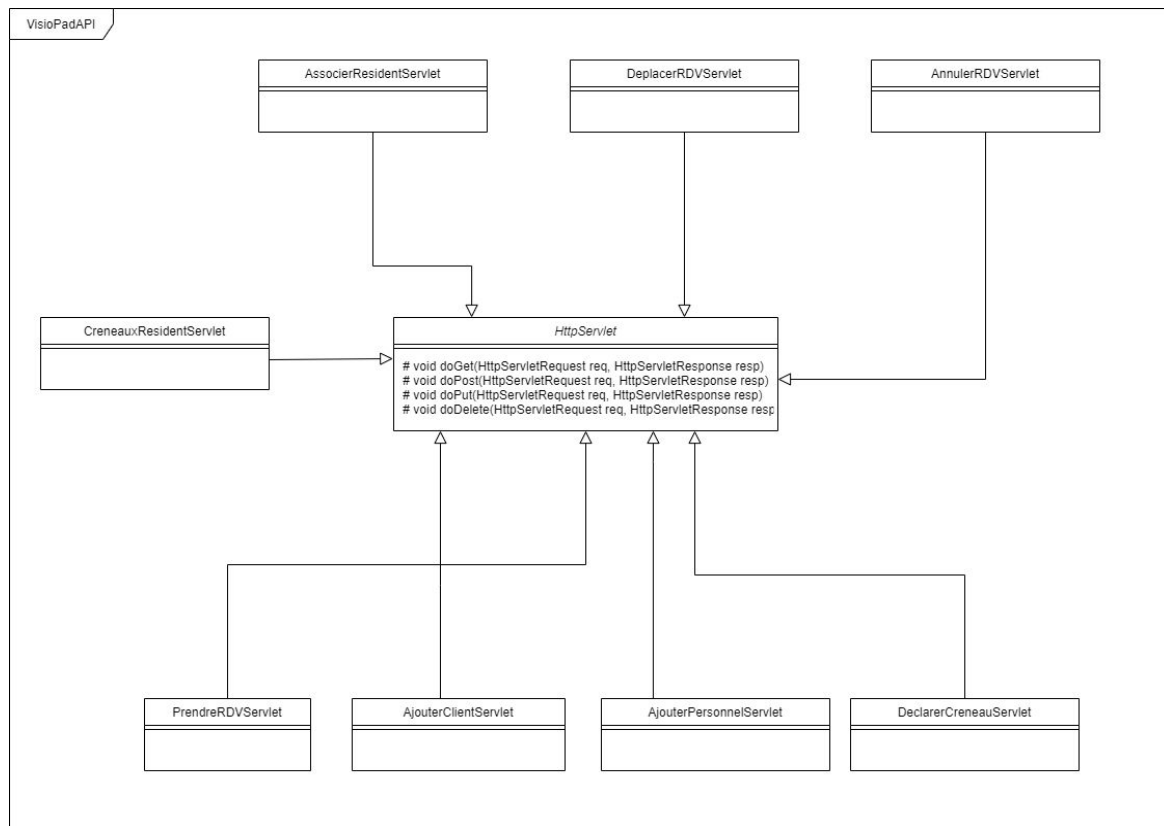 VisioPadAPI
AssocierResidentServlet
DeplacerRDVServlet
AnnulerRDVServlet
CreneauxResidentServlet
HttpServlet
# void doGet(HttpServletRequest req, HttpServletResponse resp)
# void doPost(HttpServletRequest req, HttpServletResponse resp)
# void doPut(HttpServletRequest req, HttpServletResponse resp)
# void doDelete(HttpServletRequest req, HttpServletResponse resp
PrendreRDVServlet
AjouterClientServlet
AjouterPersonnelServlet
DeclarerCreneauServlet